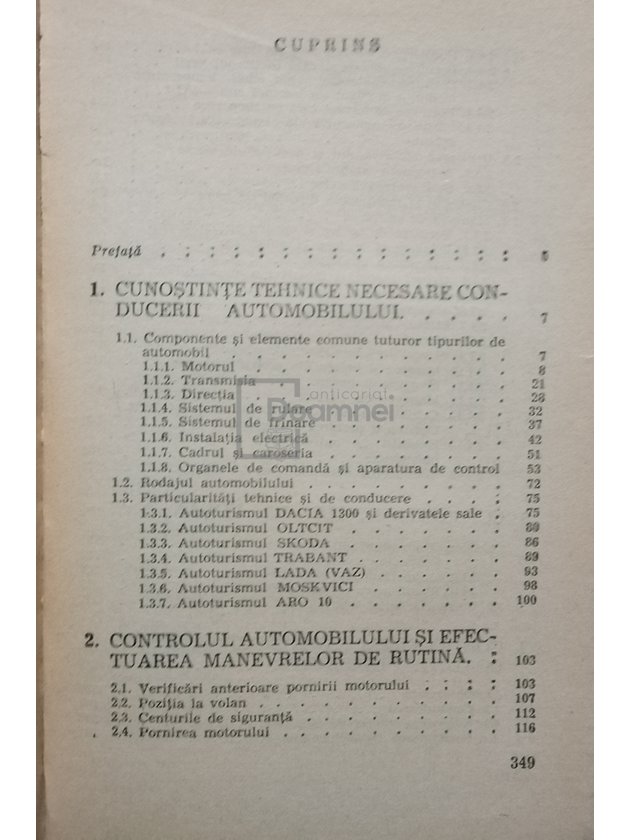 CUPRINS
Prefață . : : : : : : : : : : : : : : 5
1. CUNOȘTINȚE TEHNICE NECESARE CON-
DUCERII AUTOMOBILULUI. . . . . 7
1.1. Componente și elemente comune tuturor tipurilor de
automobil . . . . . . . . . . . . 7
1.1.1. Motorul . . . . . . . . . . . 8
1.1.2. Transmisia . . . . . . . . . . 21
1.1.3. Direcția . . . . . . . . . . . 28
anticariat
Doamnei
1.1.4. Sistemul de rulare . . . . . . . 32
1.1.5. Sistemul de frînare . . . . . . . 37
1.1.6. Instalația electrică . . . . . . . 42
1.1.7. Cadrul și caroseria . . . . . . . 51
1.1.8. Organele de comandă și aparatura de control 53
1.2. Rodajul automobilului . . . . . . . . 72
1.3. Particularități tehnice și de conducere . . . . 75
1.3.1. Autoturismul DACIA 1300 și derivatele sale . 75
1.3.2. Autoturismul OLTCIT . . . . . . 80
1.3.3. Autoturismul SKODA . . . . . . 86
1.3.4. Autoturismul TRABANT . . . . . 89
1.3.5. Autoturismul LADA (VAZ) . . . . . 93
1.3.6. Autoturismul MOSKVICI . . . . . 98
1.3.7. Autoturismul ARO 10 . . . . . . 100
2. CONTROLUL AUTOMOBILULUI ȘI EFEC-
TUAREA MANEVRELOR DE RUTINĂ. : 103
2.1. Verificări anterioare pornirii motorului . : : : 103
2.2. Poziția la volan . . . . . . . . . 107
2.3. Centurile de siguranță . . . . . . . . 112
2.4. Pornirea motorului . . . . . . . . . 116
349